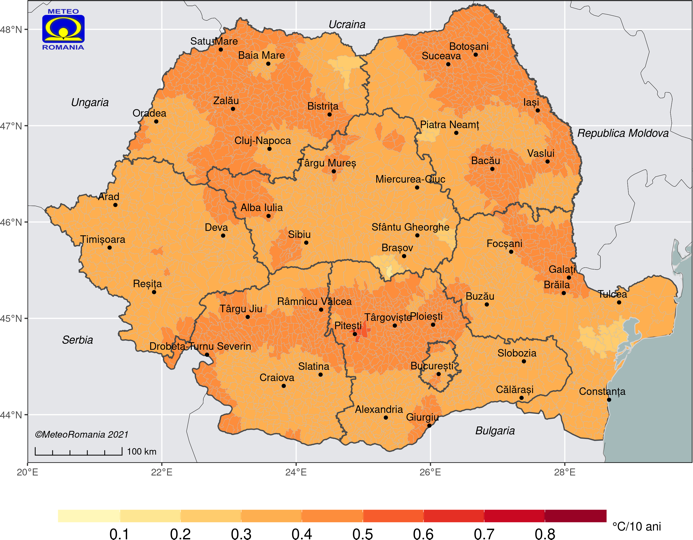 METEO
ROMANIA
48°N
47°N
46°N
45°N
44°N
Ucraina
Ungaria
Republica Moldova
Serbia
Bulgaria
Satu Mare
Baia Mare
Botoșani
Suceava
Oradea
Zalău
Bistrița
Iași
Piatra Neamț
Cluj-Napoca
Târgu Mureș
Bacău
Vaslui
Miercurea-Ciuc
Arad
Alba Iulia
Deva
Sibiu
Sfântu Gheorghe
Timișoara
Brașov
Focșani
Galați
Reșița
Râmnicu Vâlcea
Buzău
Brăila
Tulcea
Târgu Jiu
Târgoviște
Ploiești
Pitești
Drobeta-Turnu Severin
Slobozia
Slatina
București
Craiova
Călărași
Constanța
Alexandria
Giurgiu
©MeteoRomania 2021
100 km
20°E 22°E 24°E 26°E 28°E
0.1 0.2 0.3 0.4 0.5 0.6 0.7 0.8 °C/10 ani